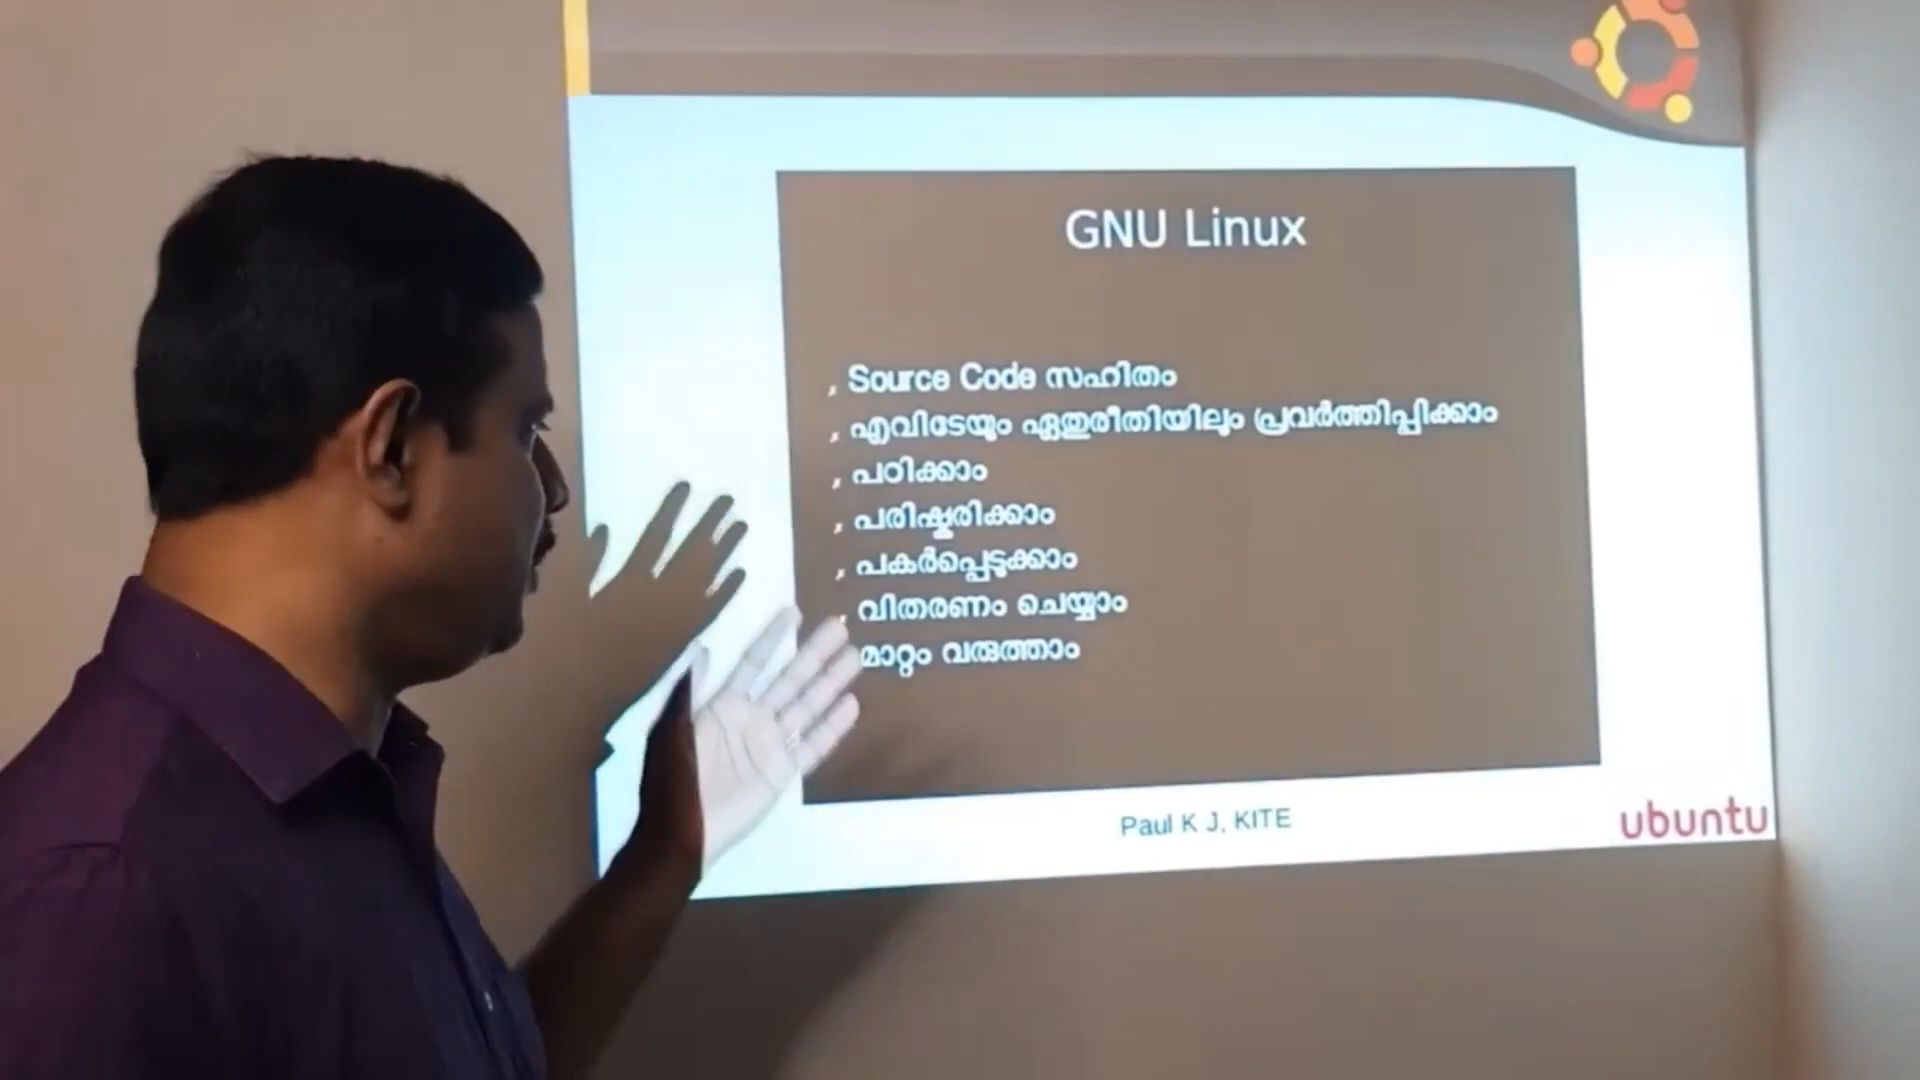 GNU Linux
Source Code സഹിതം
എവിടേയും ഏതുരീതിയിലും പ്രവർത്തിപ്പിക്കാം
പഠിക്കാം
പരിഷ്കരിക്കാം
പകർപ്പെടുക്കാം
വിതരണം ചെയ്യാം
മാറ്റം വരുത്താം
Paul K J, KITE
ubuntu